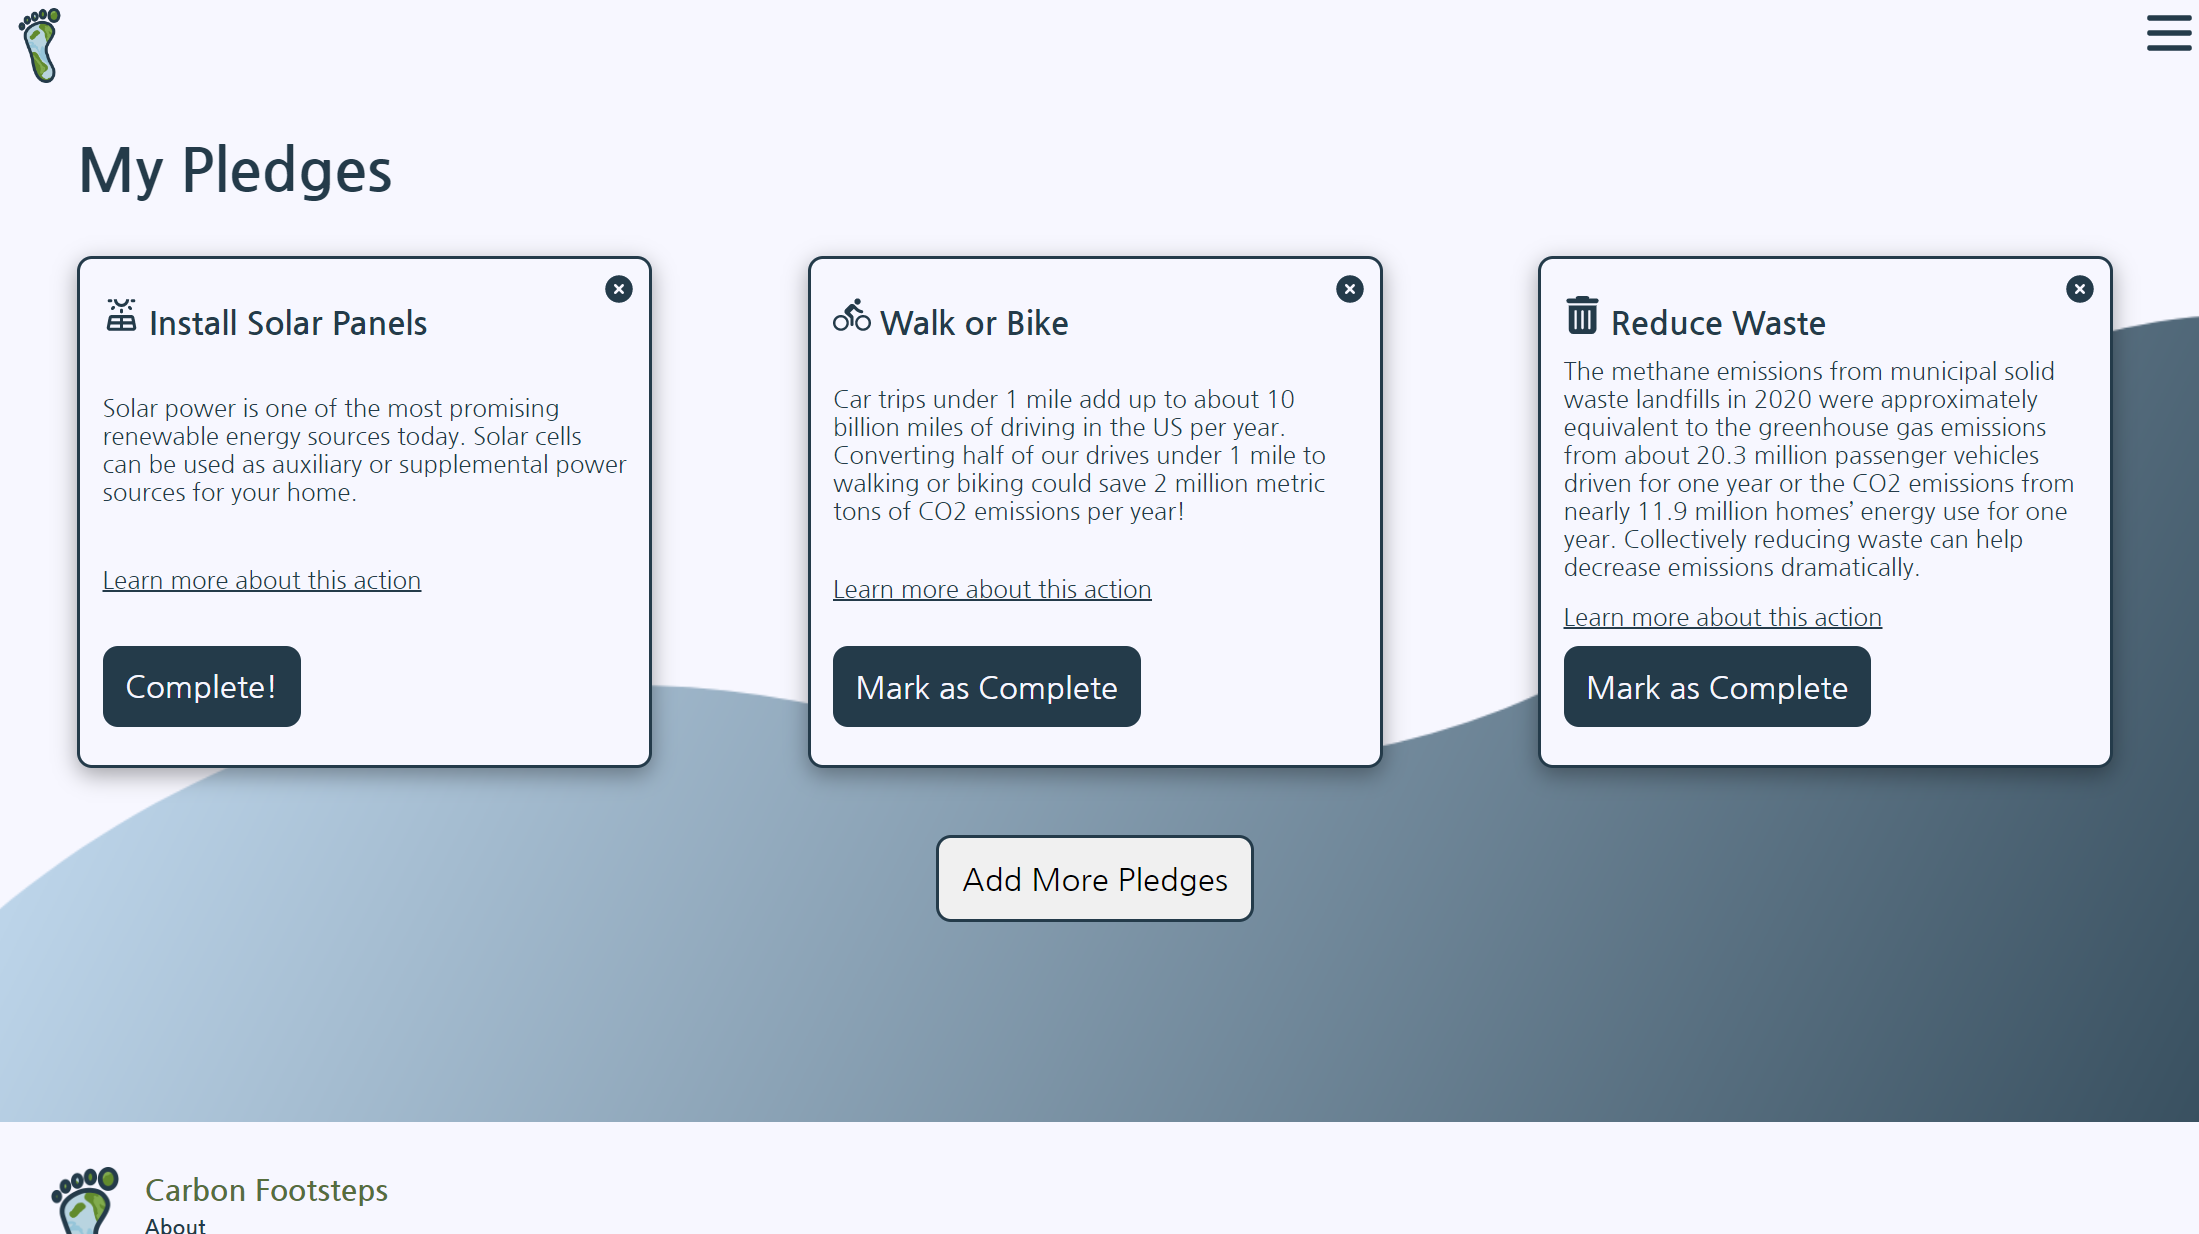 My Pledges
Install Solar Panels
Solar power is one of the most promising
renewable energy sources today. Solar cells
can be used as auxiliary or supplemental power
sources for your home.
Learn more about this action
Complete!
Walk or Bike
Car trips under 1 mile add up to about 10
billion miles of driving in the US per year.
Converting half of our drives under 1 mile to
walking or biking could save 2 million metric
tons of CO2 emissions per year!
Learn more about this action
Mark as Complete
Reduce Waste
The methane emissions from municipal solid
waste landfills in 2020 were approximately
equivalent to the greenhouse gas emissions
from about 20.3 million passenger vehicles
driven for one year or the CO2 emissions from
nearly 11.9 million homes’ energy use for one
year. Collectively reducing waste can help
decrease emissions dramatically.
Learn more about this action
Mark as Complete
Add More Pledges
Carbon Footsteps
About